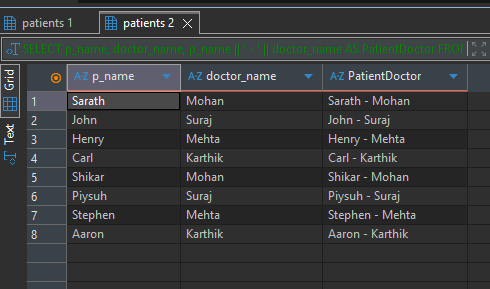 patients 1 patients 2
SELECT p_name, doctor_name, p_name || ' - ' || doctor_name AS PatientDoctor FROM
Grid
Text
A-Z p_name A-Z doctor_name A-Z PatientDoctor
1 Sarath Mohan Sarath - Mohan
2 John Suraj John - Suraj
3 Henry Mehta Henry - Mehta
4 Carl Karthik Carl - Karthik
5 Shikar Mohan Shikar - Mohan
6 Piysuh Suraj Piysuh - Suraj
7 Stephen Mehta Stephen - Mehta
8 Aaron Karthik Aaron - Karthik